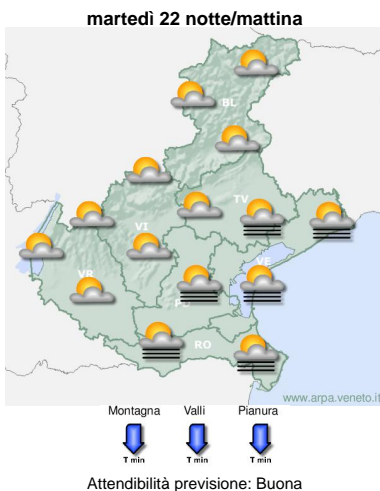 martedì 22 notte/mattina
BL
TV
VI
VE
VR
RO
www.arpa.veneto.it
Montagna Valli Pianura
T min T min T min
Attendibilità previsione: Buona